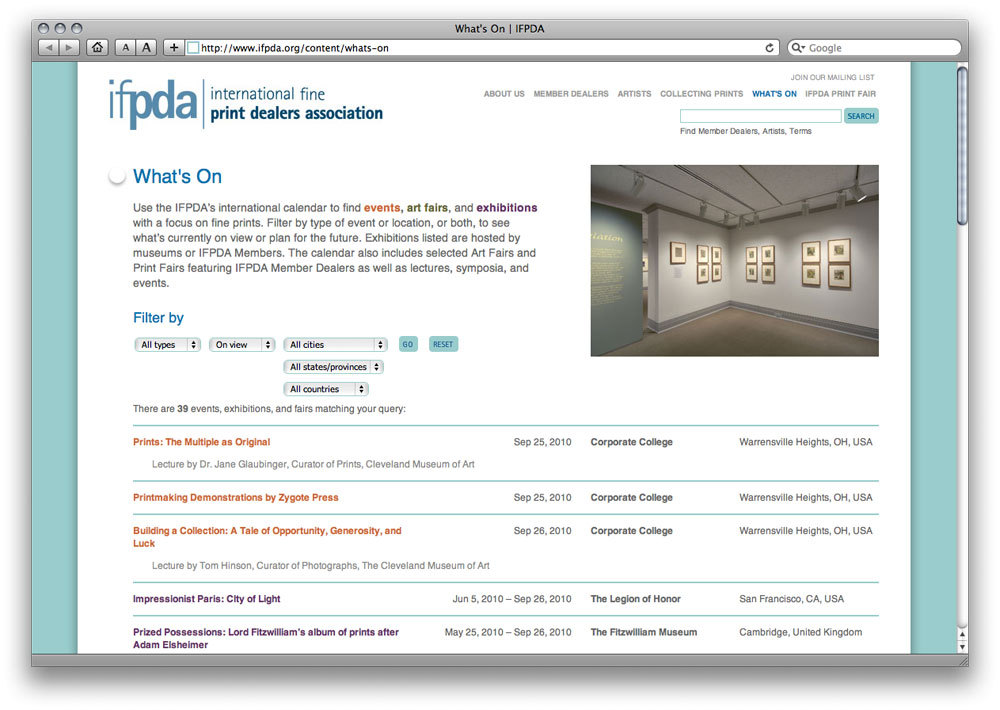 What's On | IFPDA
A A + http://www.ifpda.org/content/whats-on Google
JOIN OUR MAILING LIST
ifpda international fine
print dealers association
ABOUT US MEMBER DEALERS ARTISTS COLLECTING PRINTS WHAT'S ON IFPDA PRINT FAIR
SEARCH
Find Member Dealers, Artists, Terms
What's On
Use the IFPDA's international calendar to find events, art fairs, and exhibitions
with a focus on fine prints. Filter by type of event or location, or both, to see
what's currently on view or plan for the future. Exhibitions listed are hosted by
museums or IFPDA Members. The calendar also includes selected Art Fairs and
Print Fairs featuring IFPDA Member Dealers as well as lectures, symposia, and
events.
Filter by
All types On view All cities GO RESET
All states/provinces
All countries
There are 39 events, exhibitions, and fairs matching your query:
Prints: The Multiple as Original Sep 25, 2010 Corporate College Warrensville Heights, OH, USA
Lecture by Dr. Jane Glaubinger, Curator of Prints, Cleveland Museum of Art
Printmaking Demonstrations by Zygote Press Sep 25, 2010 Corporate College Warrensville Heights, OH, USA
Building a Collection: A Tale of Opportunity, Generosity, and Sep 26, 2010 Corporate College Warrensville Heights, OH, USA
Luck
Lecture by Tom Hinson, Curator of Photographs, The Cleveland Museum of Art
Impressionist Paris: City of Light Jun 5, 2010 – Sep 26, 2010 The Legion of Honor San Francisco, CA, USA
Prized Possessions: Lord Fitzwilliam's album of prints after May 25, 2010 – Sep 26, 2010 The Fitzwilliam Museum Cambridge, United Kingdom
Adam Elsheimer